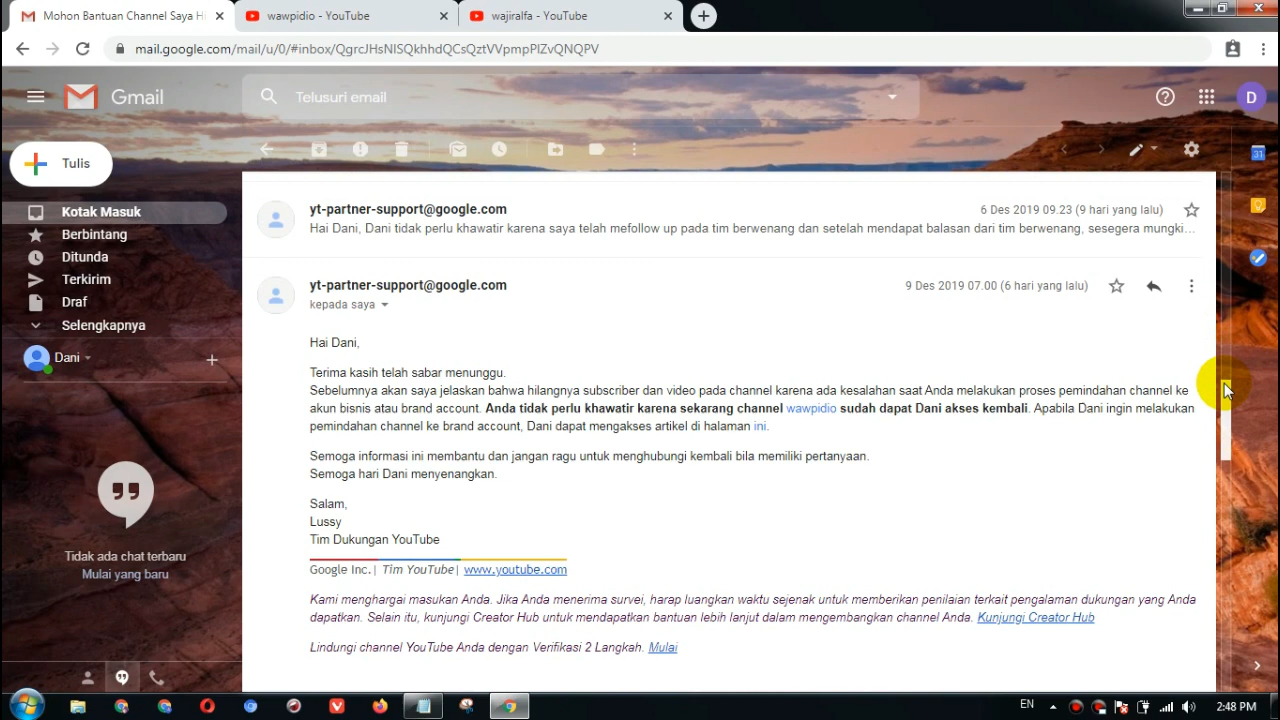 Mohon Bantuan Channel Saya Hi
wawpidio - YouTube
wajiralfa - YouTube
mail.google.com/mail/u/0/#inbox/QgrcJHsNlSQkhhdQCsQztVVpmpPlZvQNQPV
Gmail
Telusuri email
D
Tulis
31
Kotak Masuk
Berbintang
Ditunda
Terkirim
Draf
Selengkapnya
Dani
Tidak ada chat terbaru
Mulai yang baru
yt-partner-support@google.com
6 Des 2019 09.23 (9 hari yang lalu)
Hai Dani, Dani tidak perlu khawatir karena saya telah mefollow up pada tim berwenang dan setelah mendapat balasan dari tim berwenang, sesegera mungki...
yt-partner-support@google.com
9 Des 2019 07.00 (6 hari yang lalu)
kepada saya
Hai Dani,
Terima kasih telah sabar menunggu.
Sebelumnya akan saya jelaskan bahwa hilangnya subscriber dan video pada channel karena ada kesalahan saat Anda melakukan proses pemindahan channel ke
akun bisnis atau brand account. Anda tidak perlu khawatir karena sekarang channel wawpidio sudah dapat Dani akses kembali. Apabila Dani ingin melakukan
pemindahan channel ke brand account, Dani dapat mengakses artikel di halaman ini.
Semoga informasi ini membantu dan jangan ragu untuk menghubungi kembali bila memiliki pertanyaan.
Semoga hari Dani menyenangkan.
Salam,
Lussy
Tim Dukungan YouTube
Google Inc.| Tim YouTube| www.youtube.com
Kami menghargai masukan Anda. Jika Anda menerima survei, harap luangkan waktu sejenak untuk memberikan penilaian terkait pengalaman dukungan yang Anda
dapatkan. Selain itu, kunjungi Creator Hub untuk mendapatkan bantuan lebih lanjut dalam mengembangkan channel Anda. Kunjungi Creator Hub
Lindungi channel YouTube Anda dengan Verifikasi 2 Langkah. Mulai
EN
2:48 PM